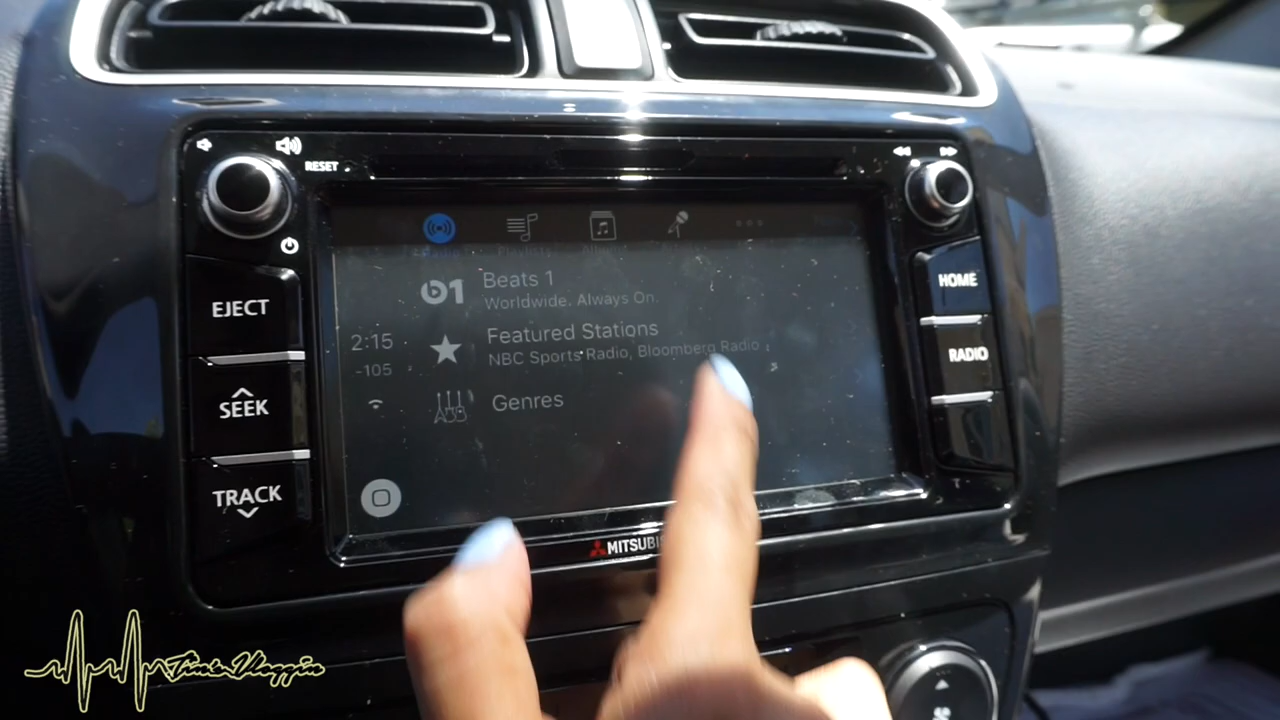 RESET
EJECT
SEEK
TRACK
HOME
RADIO
Beats 1
Worldwide. Always On.
2:15
-105
Featured Stations
NBC Sports Radio, Bloomberg Radio
Genres